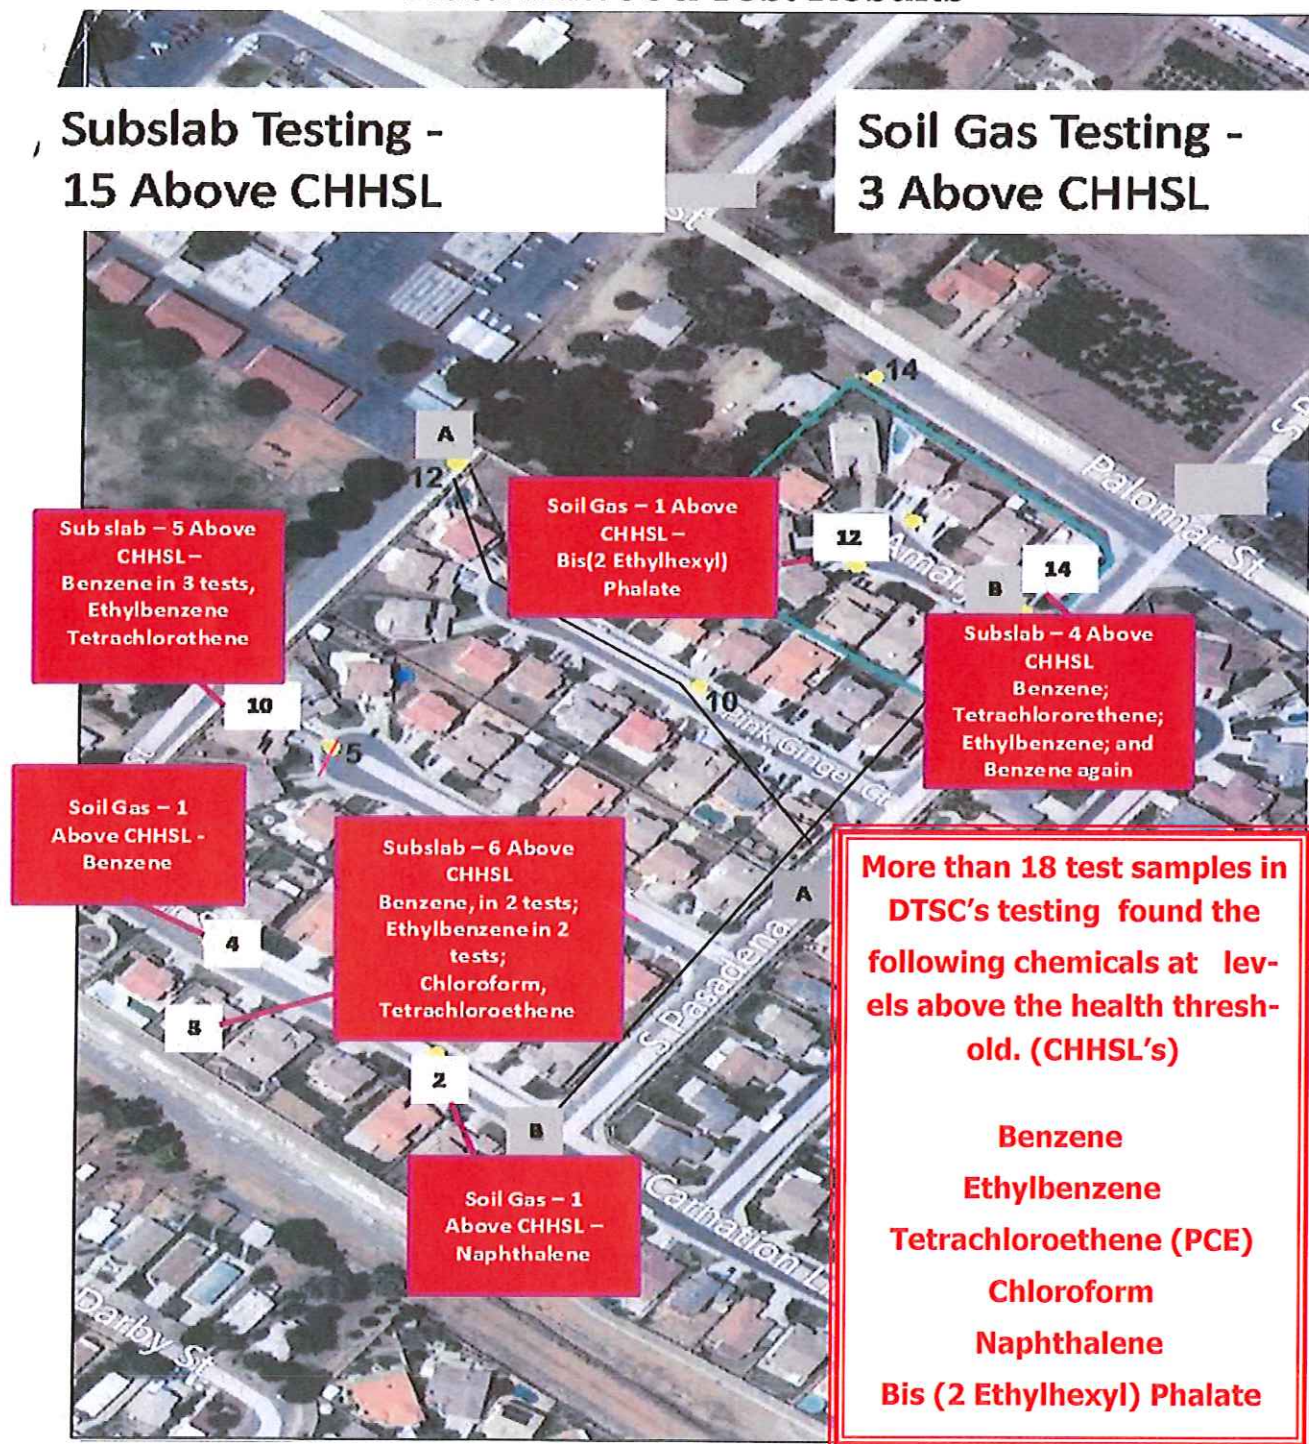 Subslab Testing -
15 Above CHHSL
Soil Gas Testing -
3 Above CHHSL
St
14
A
12
Palomar St
Sub slab – 5 Above
CHHSL –
Benzene in 3 tests,
Ethylbenzene
Tetrachlorothene
Soil Gas – 1 Above
CHHSL –
Bis(2 Ethylhexyl)
Phalate
12
Amar
B
14
Subslab – 4 Above
CHHSL
Benzene;
Tetrachlororethene;
Ethylbenzene; and
Benzene again
10
10
Pink Ginger Ct
5
Soil Gas – 1
Above CHHSL -
Benzene
4
Subslab – 6 Above
CHHSL
Benzene, in 2 tests;
Ethylbenzene in 2
tests;
Chloroform,
Tetrachloroethene
8
A
S Pasadena
2
B
Soil Gas – 1
Above CHHSL –
Naphthalene
Carnation Ln
Darby St
More than 18 test samples in
DTSC's testing found the
following chemicals at lev-
els above the health thresh-
old. (CHHSL's)
Benzene
Ethylbenzene
Tetrachloroethene (PCE)
Chloroform
Naphthalene
Bis (2 Ethylhexyl) Phalate